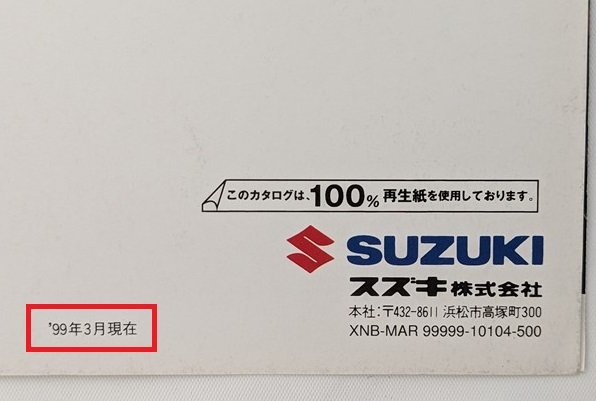 このカタログは、100%再生紙を使用しております。
SUZUKI
スズキ株式会社
本社:〒432-8611 浜松市高塚町300
'99年3月現在
XNB-MAR 99999-10104-500